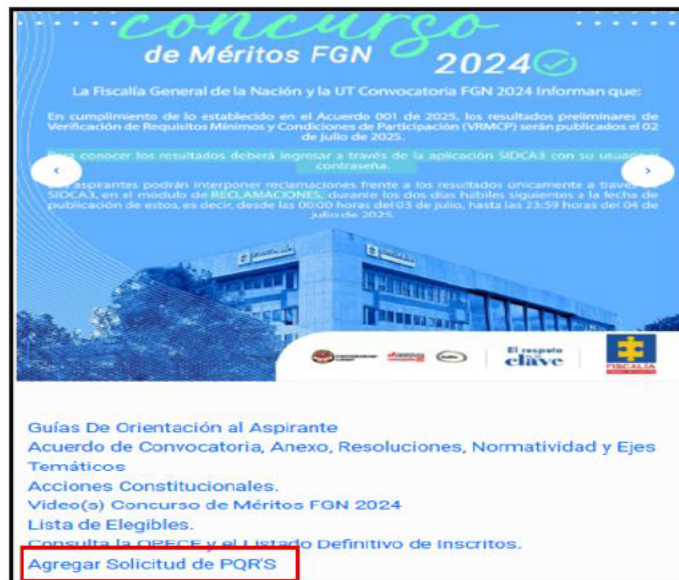 concurso
de Méritos FGN 2024
La Fiscalía General de la Nación y la UT Convocatoria FGN 2024 Informan que:
En cumplimiento de lo establecido en el Acuerdo 001 de 2025, los resultados preliminares de
Verificación de Requisitos Mínimos y Condiciones de Participación (VRMCP) serán publicados el 02
de julio de 2025.
conocer los resultados deberá ingresar a través de la aplicación SIDCA3 con su
contraseña.
aspirantes podrán interponer reclamaciones frente a los resultados únicamente a través
SIDCA3, en el módulo de RECLAMACIONES, durante los dos días hábiles siguientes a la fecha de
publicación de estos, es decir, desde las 00:00 horas del 03 de julio, hasta las 23:59 horas del 04 de
julio de 2025.
El respeto
clave
FISCALÍA
Guías De Orientación al Aspirante
Acuerdo de Convocatoria, Anexo, Resoluciones, Normatividad y Ejes
Temáticos
Acciones Constitucionales.
Video(s) Concurso de Méritos FGN 2024
Lista de Elegibles.
Consulta la OPECE y el Listado Definitivo de Inscritos.
Agregar Solicitud de PQR'S